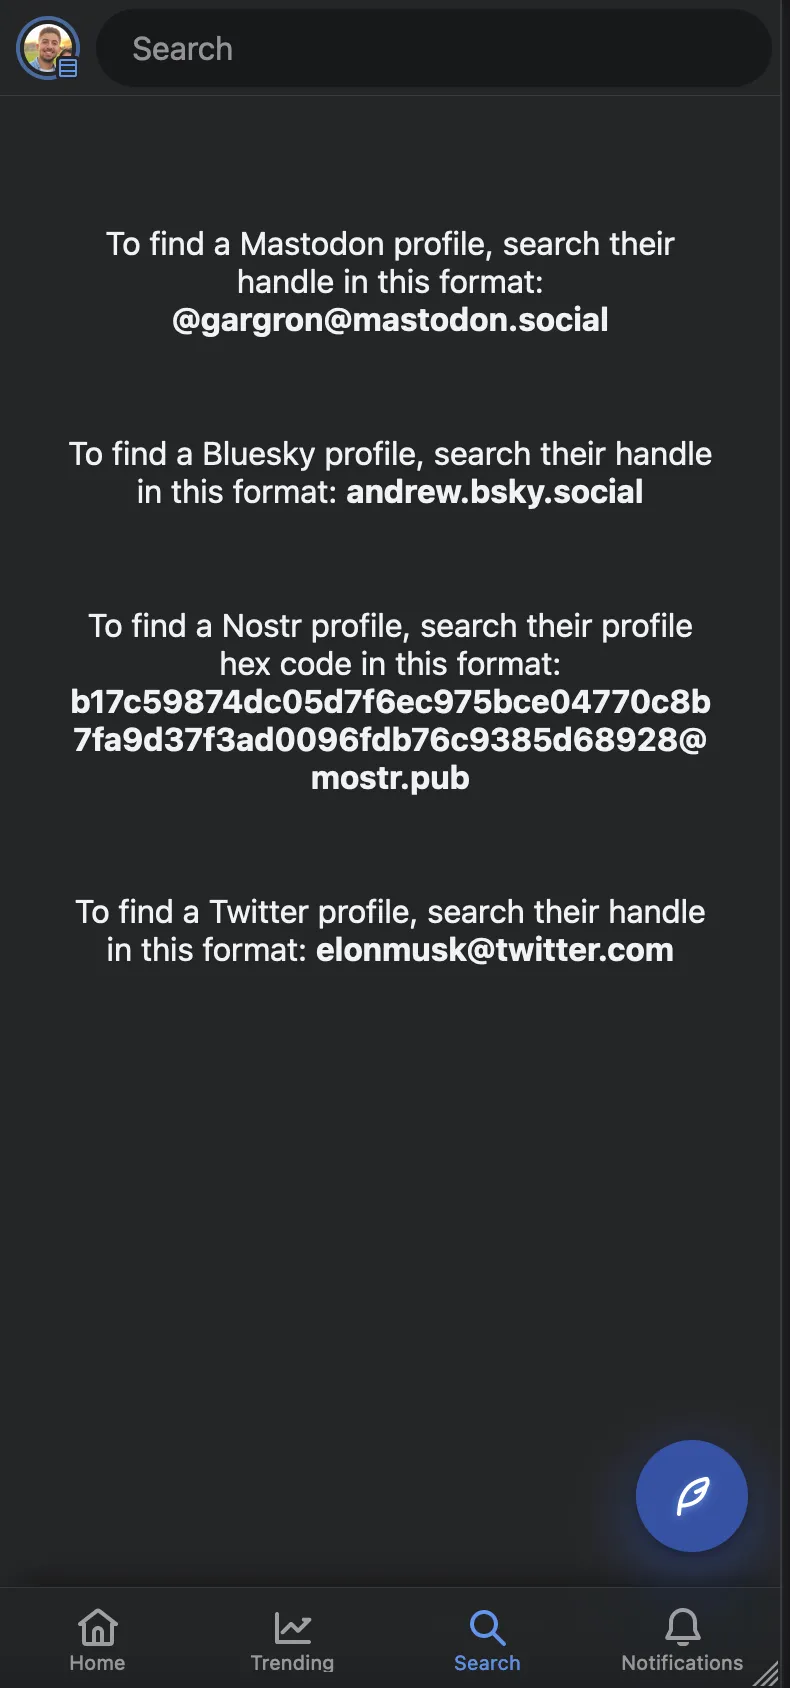 Search
To find a Mastodon profile, search their
handle in this format:
@gargron@mastodon.social
To find a Bluesky profile, search their handle
in this format: andrew.bsky.social
To find a Nostr profile, search their profile
hex code in this format:
b17c59874dc05d7f6ec975bce04770c8b
7fa9d37f3ad0096fdb76c9385d68928@
mostr.pub
To find a Twitter profile, search their handle
in this format: elonmusk@twitter.com
Home
Trending
Search
Notifications